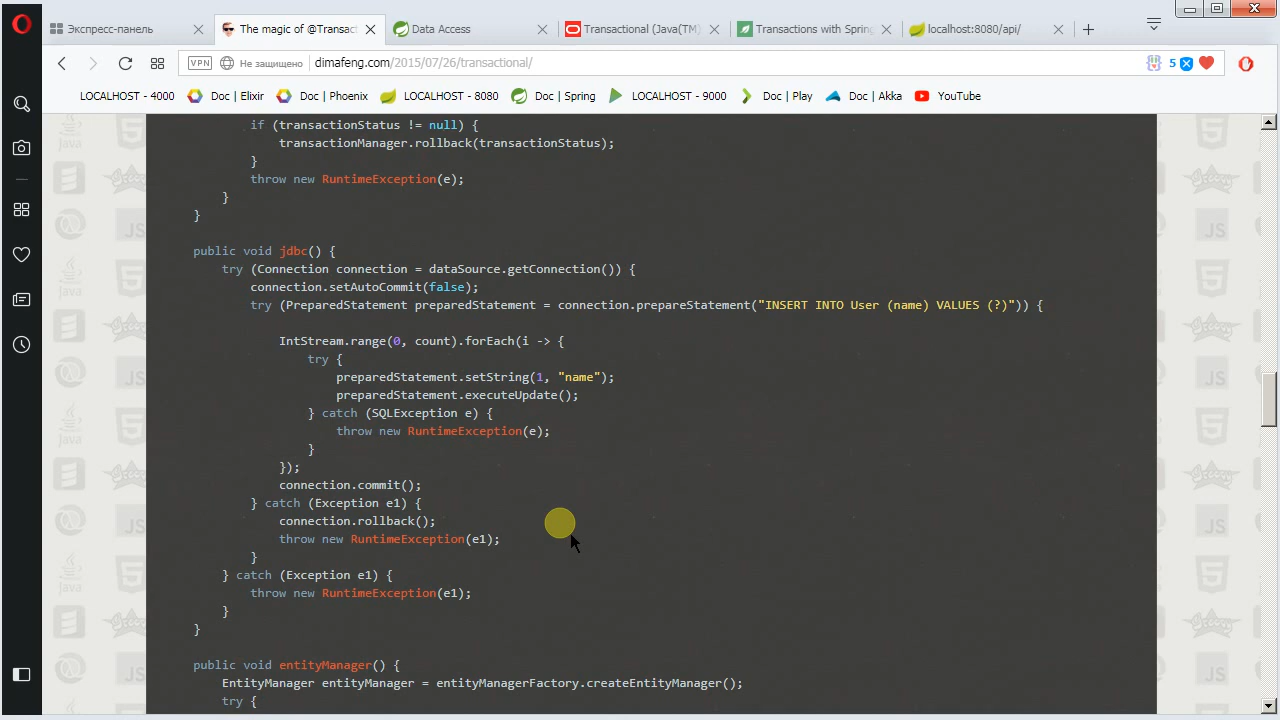 Экспресс-панель
The magic of @Transact
Data Access
Transactional (Java(TM)
Transactions with Spring
localhost:8080/api/
VPN
Не защищено
dimafeng.com/2015/07/26/transactional/
5
LOCALHOST - 4000
Doc | Elixir
Doc | Phoenix
LOCALHOST - 8080
Doc | Spring
LOCALHOST - 9000
Doc | Play
Doc | Akka
YouTube
if (transactionStatus != null) {
transactionManager.rollback(transactionStatus);
}
throw new RuntimeException(e);
}
}
public void jdbc() {
try (Connection connection = dataSource.getConnection()) {
connection.setAutoCommit(false);
try (PreparedStatement preparedStatement = connection.prepareStatement("INSERT INTO User (name) VALUES (?)")) {
IntStream.range(0, count).forEach(i -> {
try {
preparedStatement.setString(1, "name");
preparedStatement.executeUpdate();
} catch (SQLException e) {
throw new RuntimeException(e);
}
});
connection.commit();
} catch (Exception e1) {
connection.rollback();
throw new RuntimeException(e1);
}
} catch (Exception e1) {
throw new RuntimeException(e1);
}
}
public void entityManager() {
EntityManager entityManager = entityManagerFactory.createEntityManager();
try {